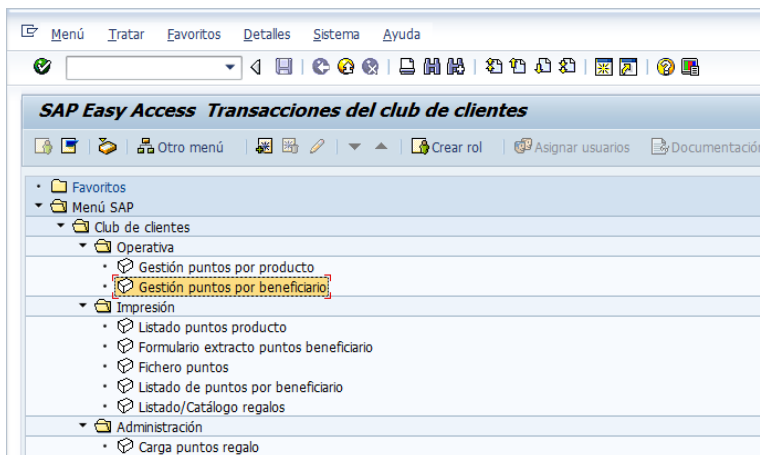 Menú Tratar Favoritos Detalles Sistema Ayuda
SAP Easy Access Transacciones del club de clientes
Otro menú Crear rol Asignar usuarios Documentación
Favoritos
Menú SAP
Club de clientes
Operativa
Gestión puntos por producto
Gestión puntos por beneficiario
Impresión
Listado puntos producto
Formulario extracto puntos beneficiario
Fichero puntos
Listado de puntos por beneficiario
Listado/Catálogo regalos
Administración
Carga puntos regalo